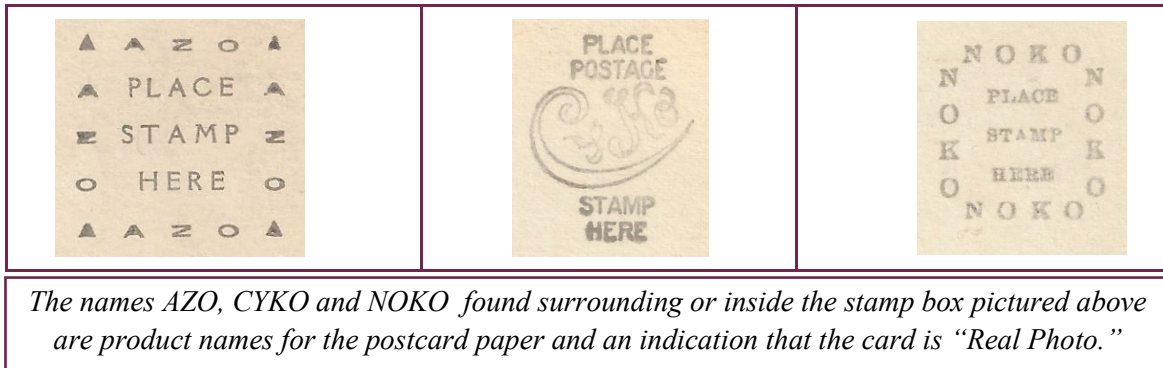 ▲ A Z O ▲
A PLACE A
Z STAMP Z
O HERE O
▲ A Z O ▲
PLACE
POSTAGE
CYKO
STAMP
HERE
N O K O
N PLACE N
O STAMP O
K HERE K
O O
N O K O
The names AZO, CYKO and NOKO found surrounding or inside the stamp box pictured above
are product names for the postcard paper and an indication that the card is “Real Photo.”